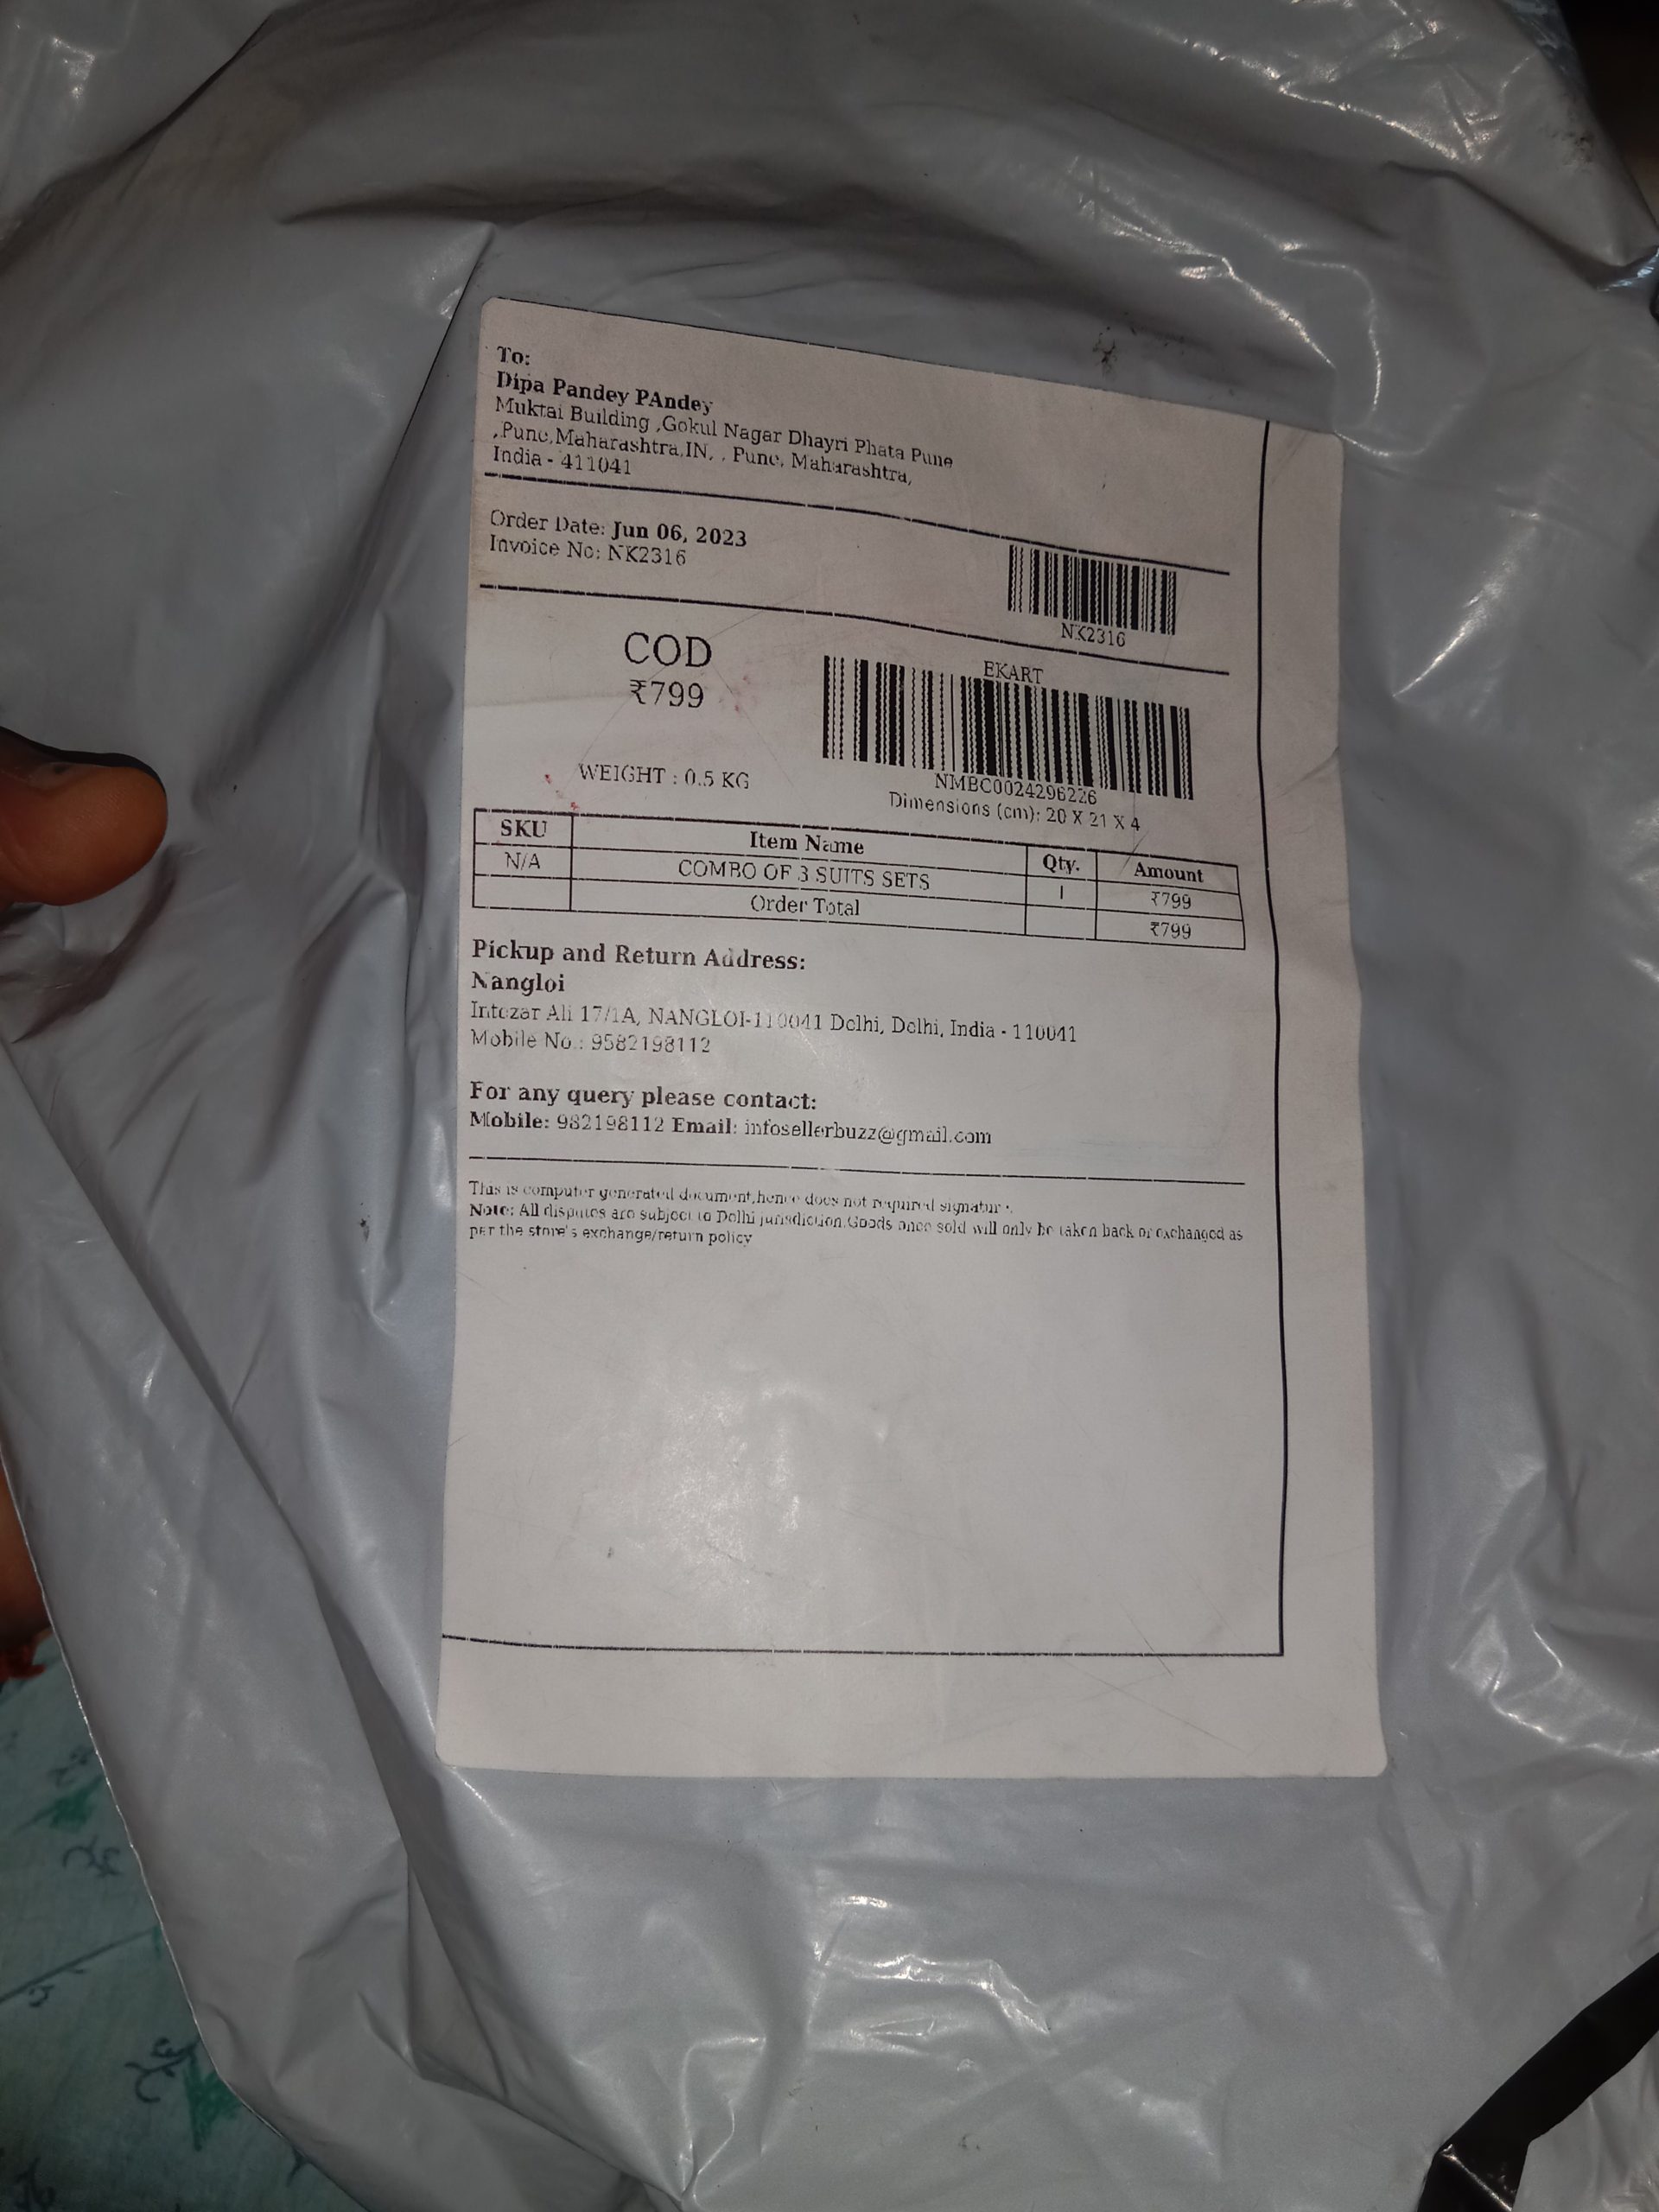 To:
Dipa Pandey PAndey
Muktai Building ,Gokul Nagar Dhayri Phata Pune
,Pune,Maharashtra,IN, , Pune, Maharashtra,
India - 411041
Order Date: Jun 06, 2023
Invoice No: NK2316
NK2316
COD
₹799
WEIGHT : 0.5 KG
EKART
NMBC0024296226
Dimensions (cm): 20 X 21 X 4
SKU Item Name Qty. Amount
N/A COMBO OF 3 SUITS SETS 1 ₹799
Order Total ₹799
Pickup and Return Address:
Nangloi
Intezar Ali 17/1A, NANGLOI-110041 Delhi, Delhi, India - 110041
Mobile No.: 9582198112
For any query please contact:
Mobile: 982198112 Email: infosellerbuzz@gmail.com
This is computer generated document,hence does not required signature.
Note: All disputes are subject to Delhi jurisdiction.Goods once sold will only be taken back or exchanged as
per the store's exchange/return policy